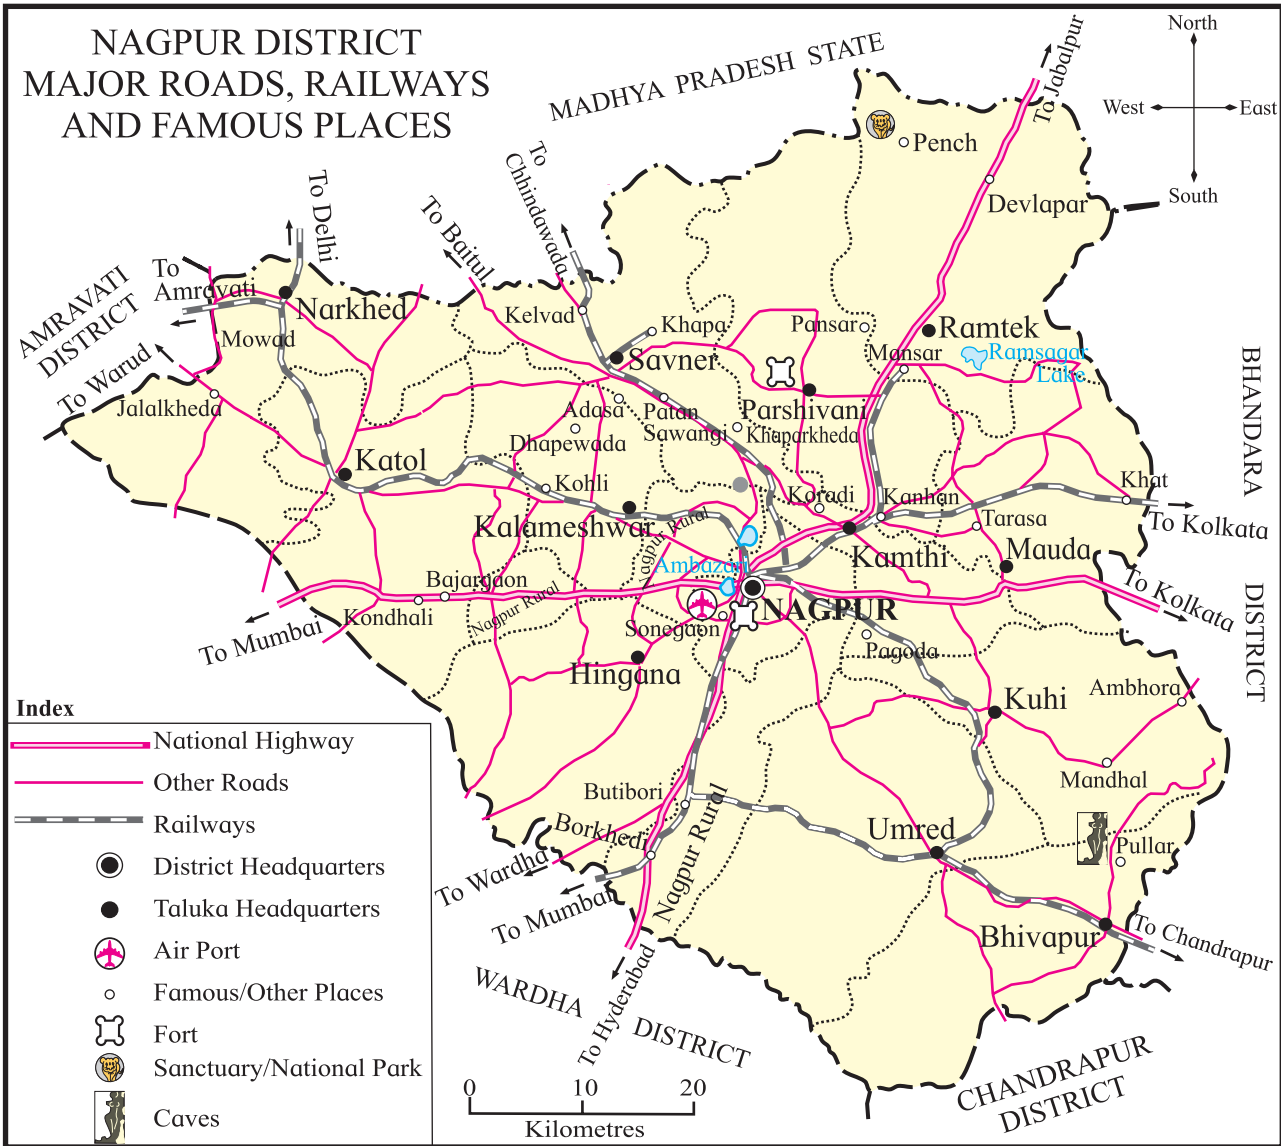 NAGPUR DISTRICT
MAJOR ROADS, RAILWAYS
AND FAMOUS PLACES
MADHYA PRADESH STATE
To Jabalpur
North
West
East
South
Pench
Devlapar
To Delhi
To Baitul
To Chhindawada
To
Amravati
AMRAVATI
DISTRICT
Narkhed
Mowad
To Warud
Jalalkheda
Kelvad
Khapa
Savner
Pansar
Ramtek
Mansar
Ramsagar
Lake
Adasa
Patan
Sawangi
Parshivani
Khaparkheda
Dhapewada
Katol
Kohli
Kalameshwar
Nagpur Rural
Koradi
Kanhan
Khat
To Kolkata
Tarasa
Kamthi
Mauda
BHANDARA
DISTRICT
Ambazari
Bajargaon
Nagpur Rural
Kondhali
To Mumbai
NAGPUR
Sonegaon
To Kolkata
Pagoda
Hingana
Kuhi
Ambhora
Mandhal
Butibori
Borkhedi
Nagpur Rural
Umred
Pullar
Bhivapur
To Chandrapur
To Wardha
To Mumbai
To Hyderabad
WARDHA DISTRICT
CHANDRAPUR
DISTRICT
Index
National Highway
Other Roads
Railways
District Headquarters
Taluka Headquarters
Air Port
Famous/Other Places
Fort
Sanctuary/National Park
Caves
0 10 20
Kilometres